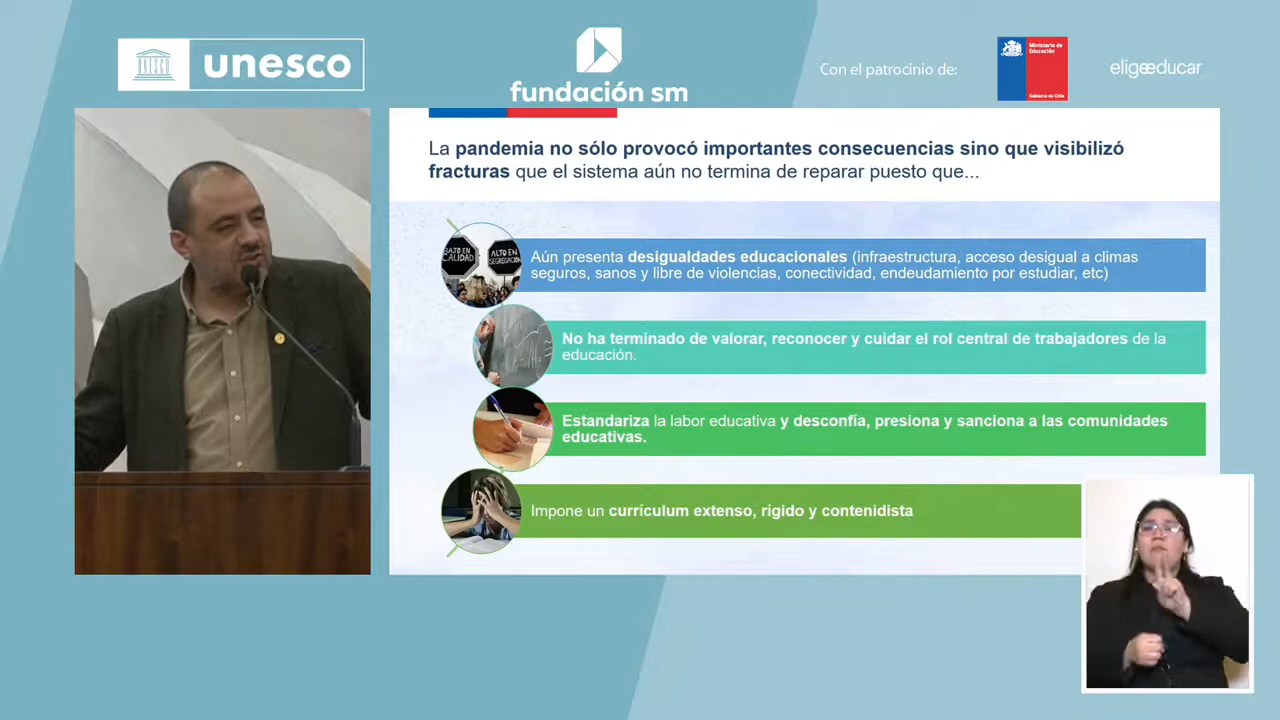 unesco
fundación sm
Con el patrocinio de:
Ministerio de
Educación
Gobierno de Chile
eligeeducar
La pandemia no sólo provocó importantes consecuencias sino que visibilizó
fracturas que el sistema aún no termina de reparar puesto que...
BAJO EN
CALIDAD
ALTO EN
SEGREGACION
Aún presenta desigualdades educacionales (infraestructura, acceso desigual a climas
seguros, sanos y libre de violencias, conectividad, endeudamiento por estudiar, etc)
No ha terminado de valorar, reconocer y cuidar el rol central de trabajadores de la
educación.
Estandariza la labor educativa y desconfía, presiona y sanciona a las comunidades
educativas.
Impone un currículum extenso, rígido y contenidista